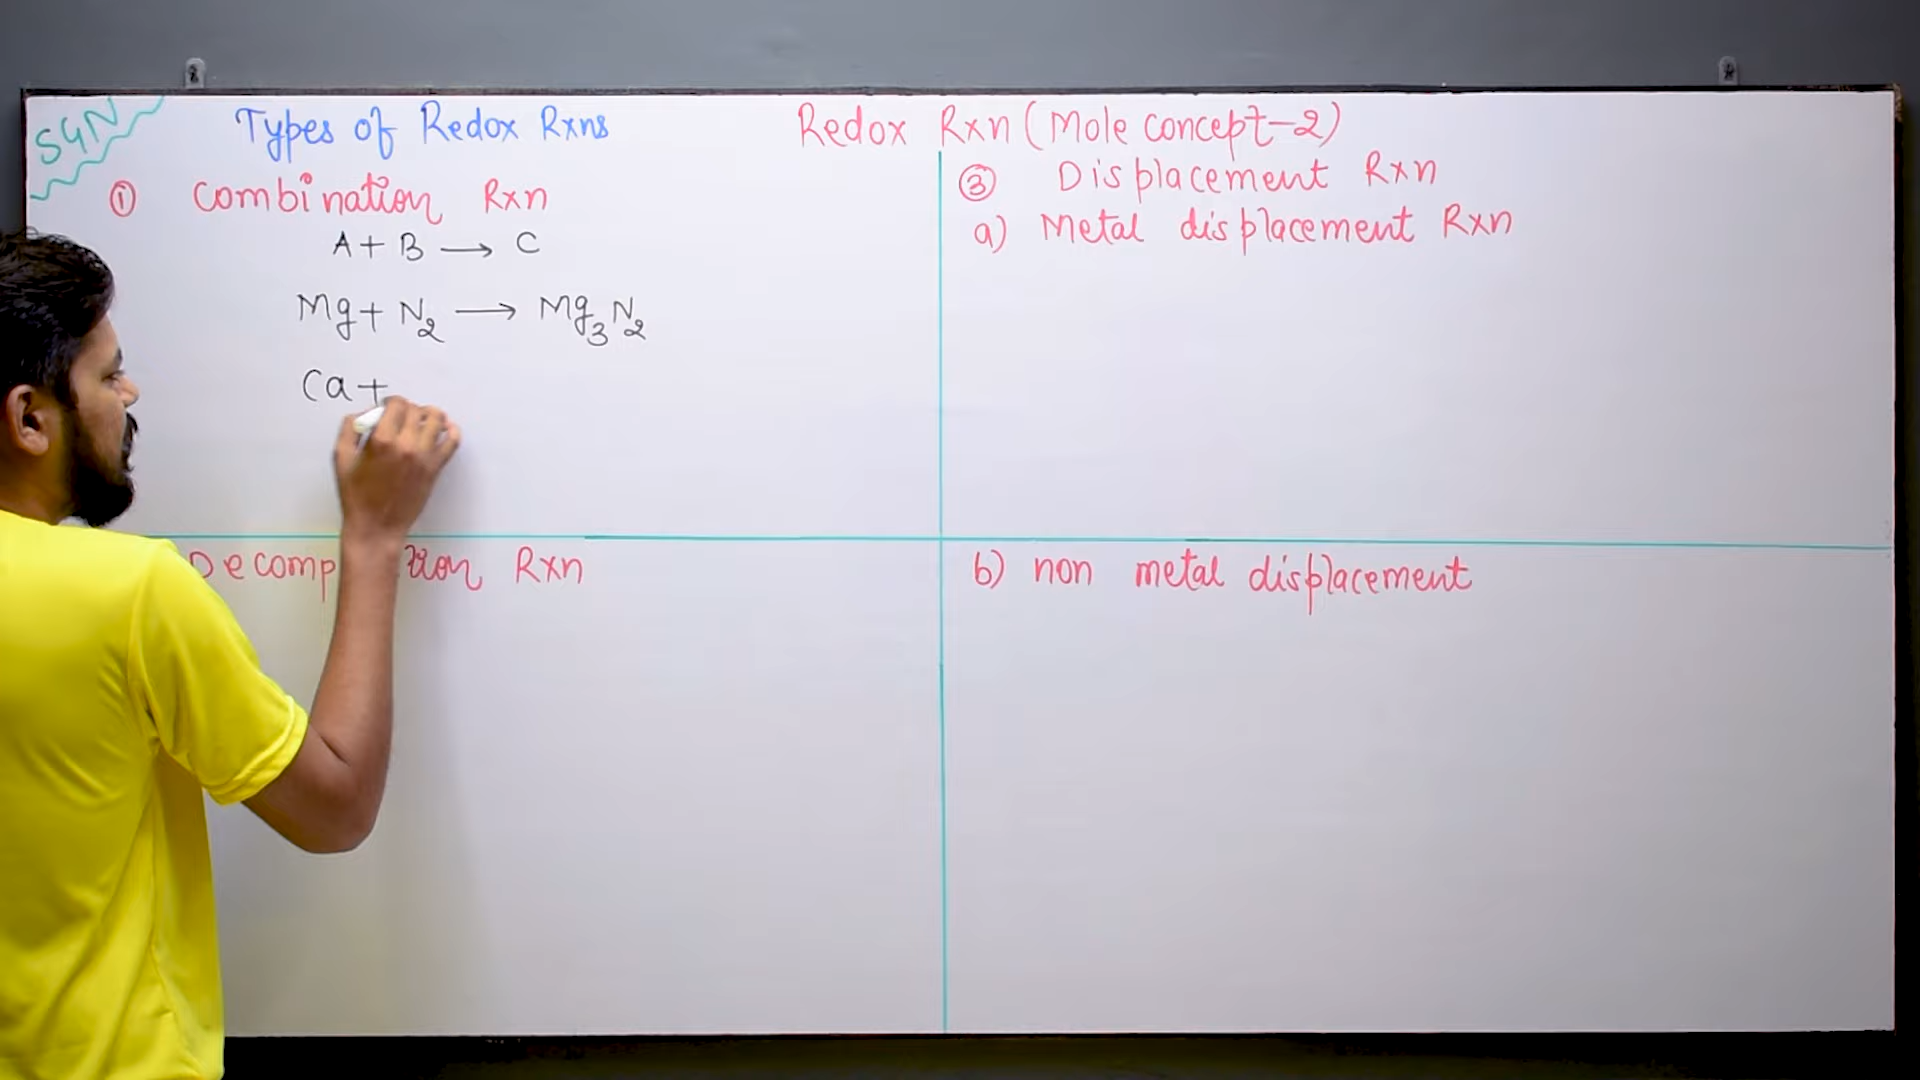 SGN
Types of Redox Rxns
Redox Rxn (Mole concept-2)
① Combination Rxn
A + B ⟶ C
Mg + N₂ ⟶ Mg₃N₂
Ca +
Rxn
③ Displacement Rxn
a) Metal displacement Rxn
b) non metal displacement